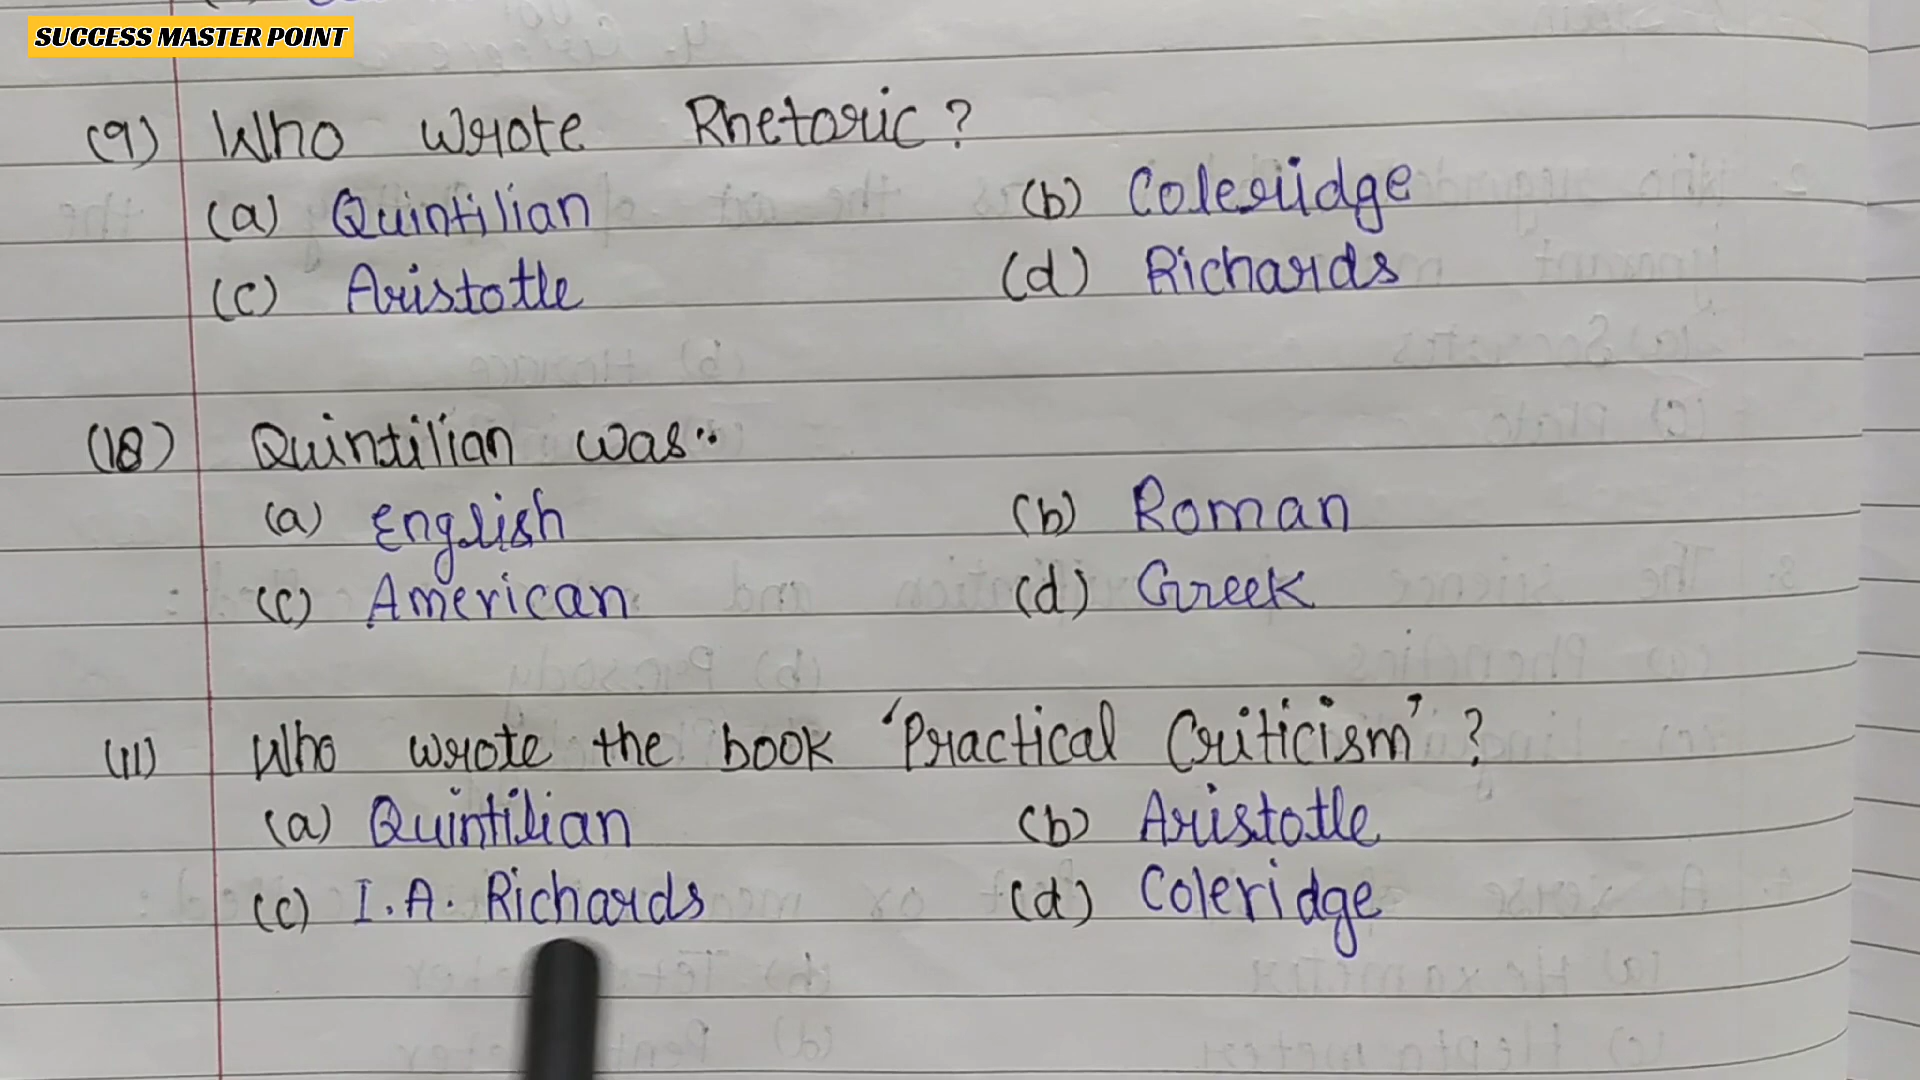 SUCCESS MASTER POINT
(9) Who wrote Rhetoric?
(a) Quintilian (b) Coleridge
(c) Aristotle (d) Richards
(10) Quintilian was..
(a) English (b) Roman
(c) American (d) Greek
(11) Who wrote the book 'Practical Criticism'?
(a) Quintilian (b) Aristotle
(c) I.A. Richards (d) Coleridge